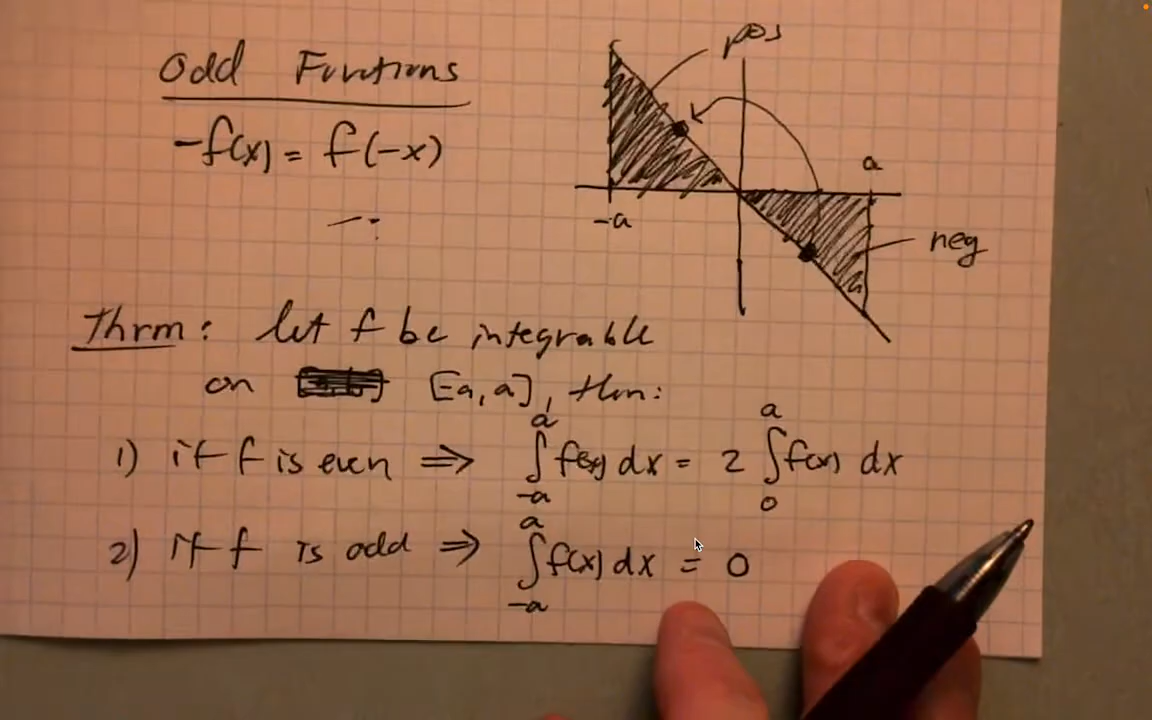 Odd Functions
-f(x) = f(-x)
pos
a
-a
neg
Thrm: let f be integrable
on [-a, a], then:
1) if f is even ⇒ ∫_{-a}^{a} f(x) dx = 2 ∫_{0}^{a} f(x) dx
2) if f is odd ⇒ ∫_{-a}^{a} f(x) dx = 0